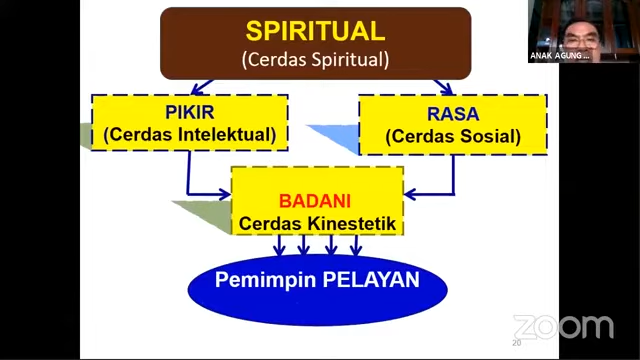 SPIRITUAL
(Cerdas Spiritual)
ANAK AGUNG ...
PIKIR
(Cerdas Intelektual)
RASA
(Cerdas Sosial)
BADANI
Cerdas Kinestetik
Pemimpin PELAYAN
zoom
20